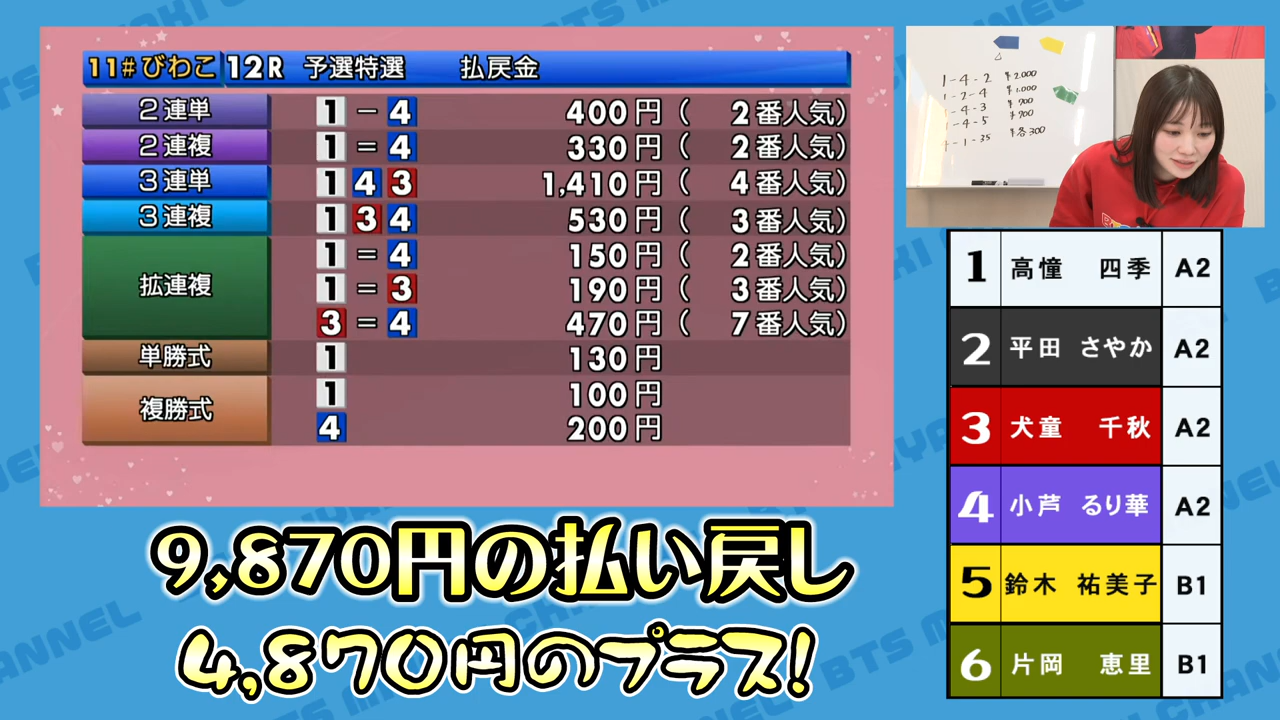 11#びわこ 12R 予選特選 払戻金
2連単 1 - 4 400円( 2番人気)
2連複 1 = 4 330円( 2番人気)
3連単 1 4 3 1,410円( 4番人気)
3連複 1 3 4 530円( 3番人気)
拡連複 1 = 4 150円( 2番人気)
1 = 3 190円( 3番人気)
3 = 4 470円( 7番人気)
単勝式 1 130円
複勝式 1 100円
4 200円
9,870円の払い戻し
4,870円のプラス!
1-4-2 ¥2,000
1-2-4 ¥1,000
-4-3 ¥700
-4-5 ¥700
4-1-35 ¥各300
1 高憧 四季 A2
2 平田 さやか A2
3 犬童 千秋 A2
4 小芦 るり華 A2
5 鈴木 祐美子 B1
6 片岡 恵里 B1